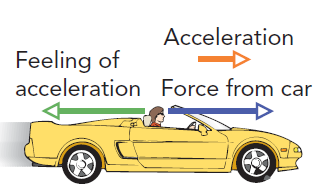 Acceleration
Feeling of
acceleration Force from car